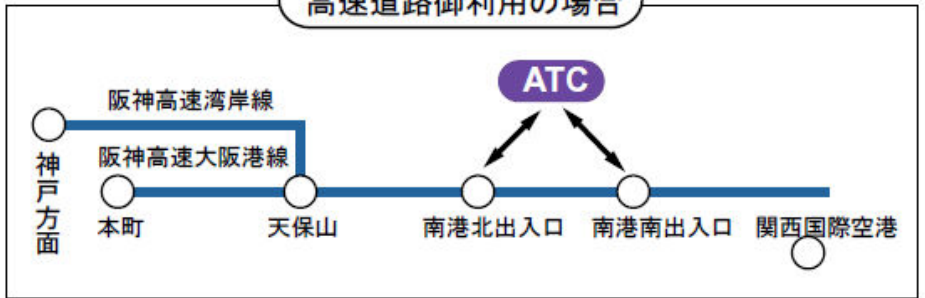 高速道路御利用の場合
ATC
阪神高速湾岸線
神戸方面
阪神高速大阪港線
本町
天保山
南港北出入口
南港南出入口
関西国際空港